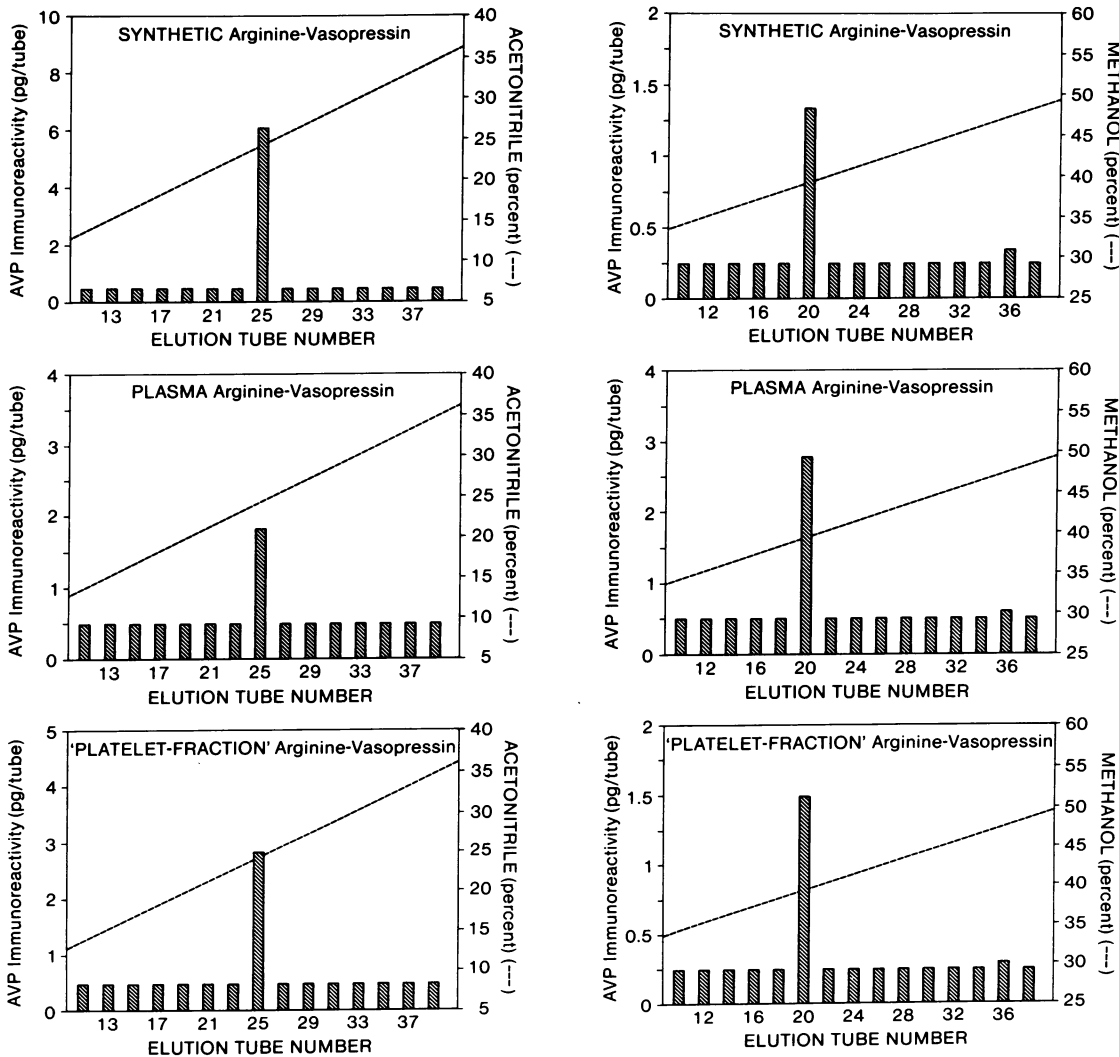 SYNTHETIC Arginine-Vasopressin
AVP Immunoreactivity (pg/tube)
10
8
6
4
2
0
ACETONITRILE (percent) (---)
40
35
30
25
20
15
10
5
13 17 21 25 29 33 37
ELUTION TUBE NUMBER
SYNTHETIC Arginine-Vasopressin
AVP Immunoreactivity (pg/tube)
2
1.5
1
0.5
0
METHANOL (percent) (---)
60
55
50
45
40
35
30
25
12 16 20 24 28 32 36
ELUTION TUBE NUMBER
PLASMA Arginine-Vasopressin
AVP Immunoreactivity (pg/tube)
4
3
2
1
0
ACETONITRILE (percent) (---)
40
35
30
25
20
15
10
5
13 17 21 25 29 33 37
ELUTION TUBE NUMBER
PLASMA Arginine-Vasopressin
AVP Immunoreactivity (pg/tube)
4
3
2
1
0
METHANOL (percent) (---)
60
55
50
45
40
35
30
25
12 16 20 24 28 32 36
ELUTION TUBE NUMBER
'PLATELET-FRACTION' Arginine-Vasopressin
AVP Immunoreactivity (pg/tube)
5
4
3
2
1
0
ACETONITRILE (percent) (---)
40
35
30
25
20
15
10
5
13 17 21 25 29 33 37
ELUTION TUBE NUMBER
'PLATELET-FRACTION' Arginine-Vasopressin
AVP Immunoreactivity (pg/tube)
2
1.5
1
0.5
0
METHANOL (percent) (---)
60
55
50
45
40
35
30
25
12 16 20 24 28 32 36
ELUTION TUBE NUMBER